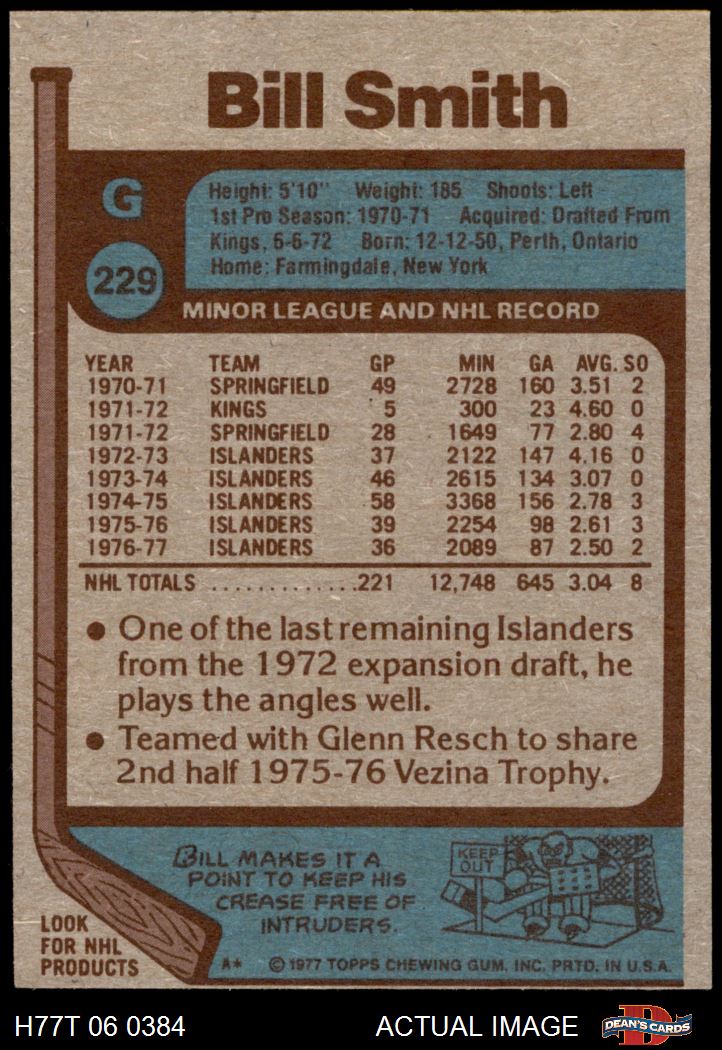 Bill Smith
G
Height: 5'10" Weight: 185 Shoots: Left
1st Pro Season: 1970-71 Acquired: Drafted From
Kings, 6-6-72 Born: 12-12-50, Perth, Ontario
Home: Farmingdale, New York
229
MINOR LEAGUE AND NHL RECORD
YEAR TEAM GP MIN GA AVG. SO
1970-71 SPRINGFIELD 49 2728 160 3.51 2
1971-72 KINGS 5 300 23 4.60 0
1971-72 SPRINGFIELD 28 1649 77 2.80 4
1972-73 ISLANDERS 37 2122 147 4.16 0
1973-74 ISLANDERS 46 2615 134 3.07 0
1974-75 ISLANDERS 58 3368 156 2.78 3
1975-76 ISLANDERS 39 2254 98 2.61 3
1976-77 ISLANDERS 36 2089 87 2.50 2
NHL TOTALS ..............221 12,748 645 3.04 8
● One of the last remaining Islanders
from the 1972 expansion draft, he
plays the angles well.
● Teamed with Glenn Resch to share
2nd half 1975-76 Vezina Trophy.
BILL MAKES IT A
POINT TO KEEP HIS
CREASE FREE OF
INTRUDERS.
KEEP
OUT
LOOK
FOR NHL
PRODUCTS
A* © 1977 TOPPS CHEWING GUM, INC. PRTD. IN U.S.A.
H77T 06 0384 ACTUAL IMAGE
D
DEAN'S CARDS